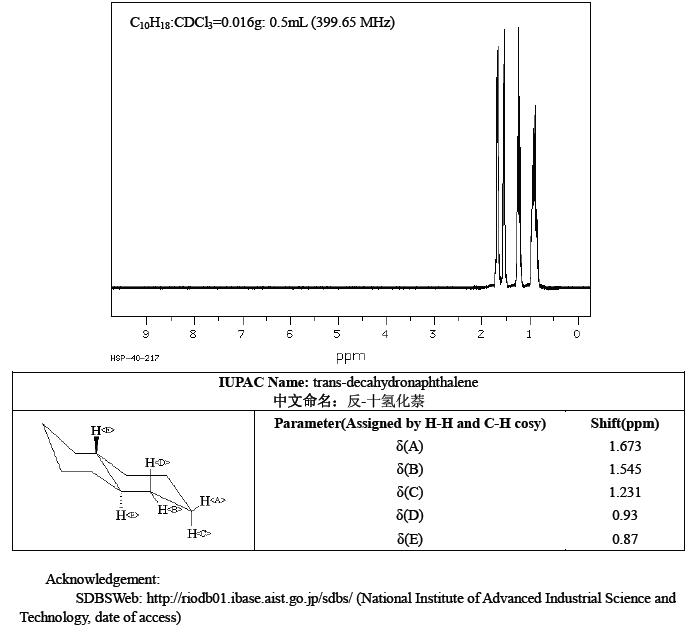 C₁₀H₁₈:CDCl₃=0.016g: 0.5mL (399.65 MHz)
9 8 7 6 5 4 3 2 1 0
HSP-40-217
ppm
IUPAC Name: trans-decahydronaphthalene
中文命名：反-十氢化萘
Parameter(Assigned by H-H and C-H cosy) Shift(ppm)
δ(A) 1.673
δ(B) 1.545
δ(C) 1.231
δ(D) 0.93
δ(E) 0.87
H<E>
H<D>
H<A>
H<B>
H<E>
H<C>
Acknowledgement:
SDBSWeb: http://riodb01.ibase.aist.go.jp/sdbs/ (National Institute of Advanced Industrial Science and
Technology, date of access)